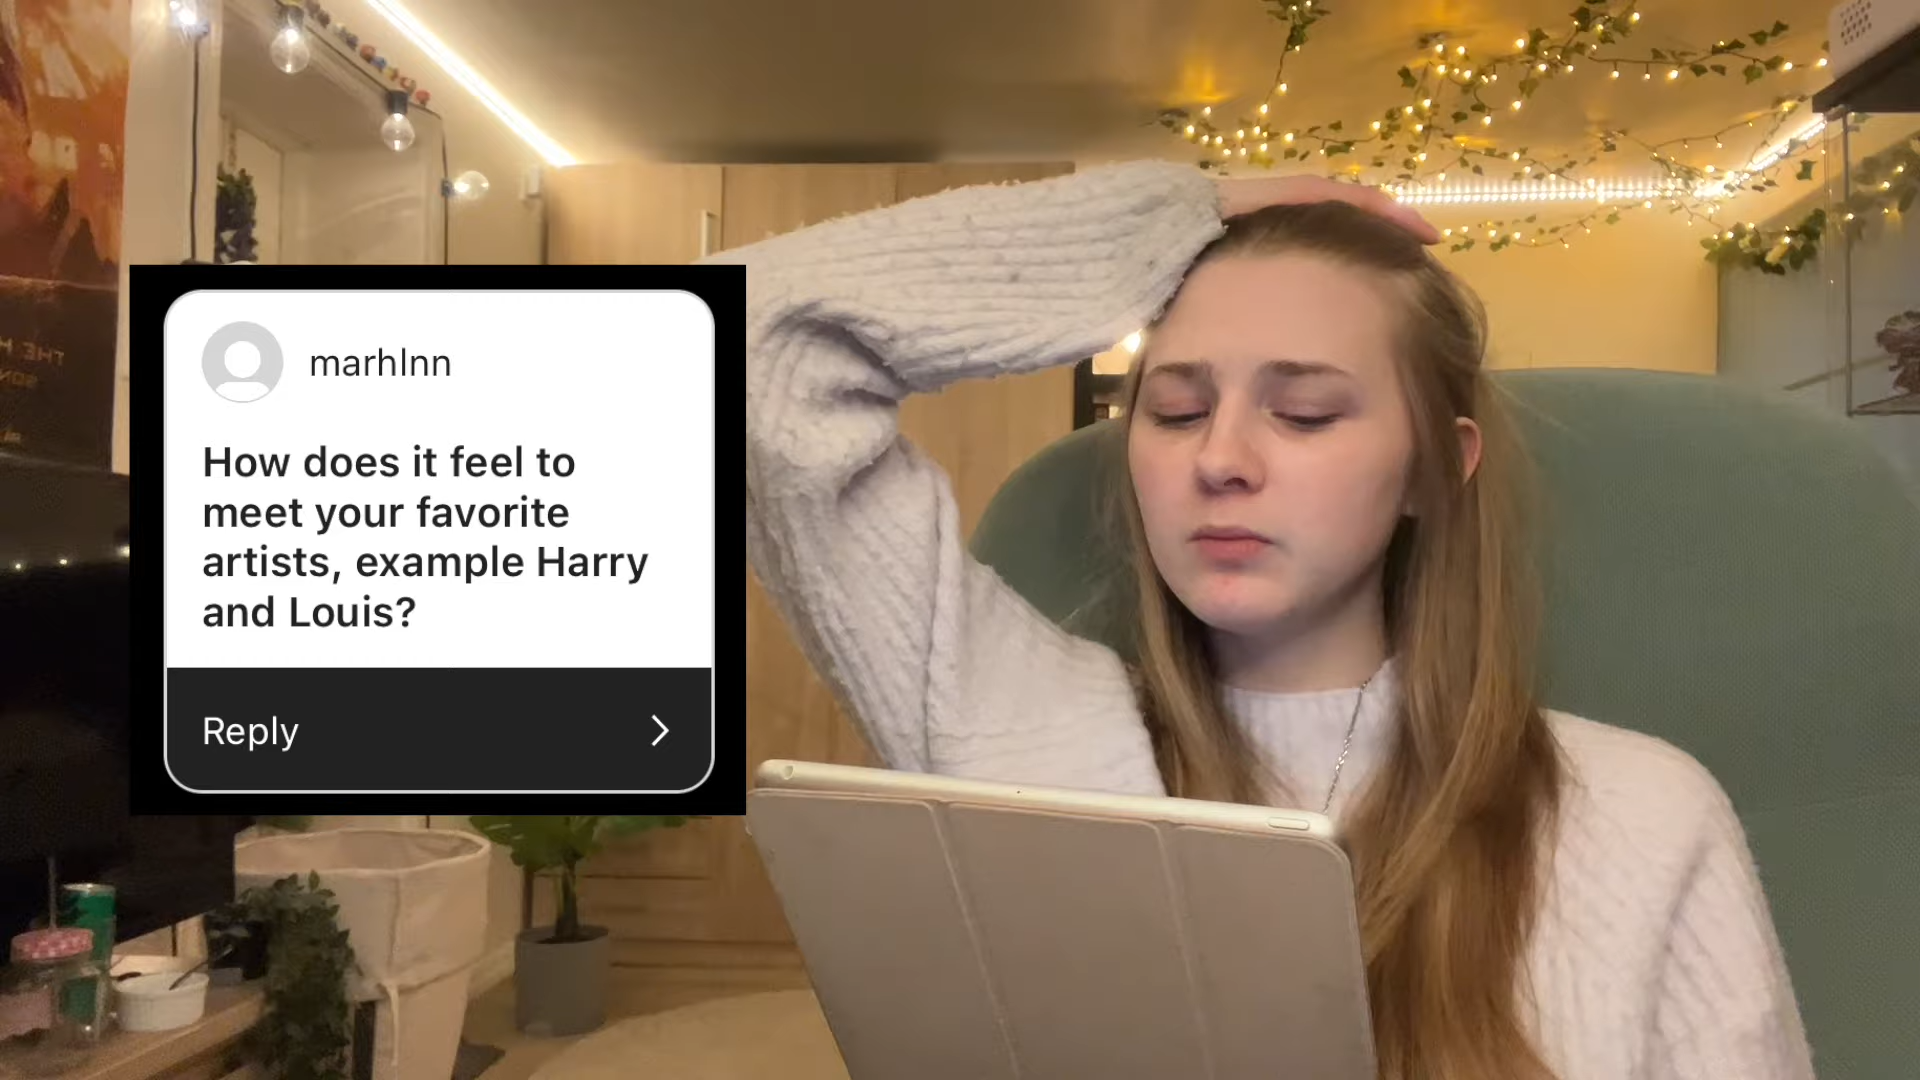 marhlnn
How does it feel to
meet your favorite
artists, example Harry
and Louis?
Reply